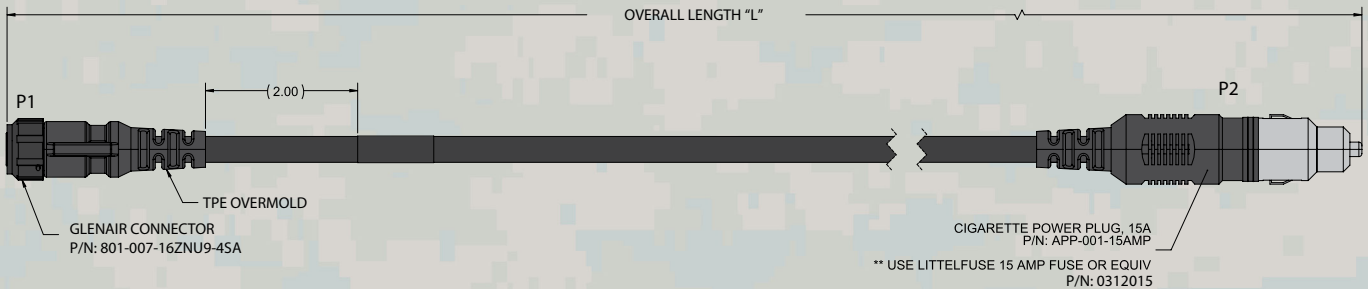 OVERALL LENGTH “L”
P1
( 2.00 )
P2
TPE OVERMOLD
GLENAIR CONNECTOR
P/N: 801-007-16ZNU9-4SA
CIGARETTE POWER PLUG, 15A
P/N: APP-001-15AMP
** USE LITTELFUSE 15 AMP FUSE OR EQUIV
P/N: 0312015